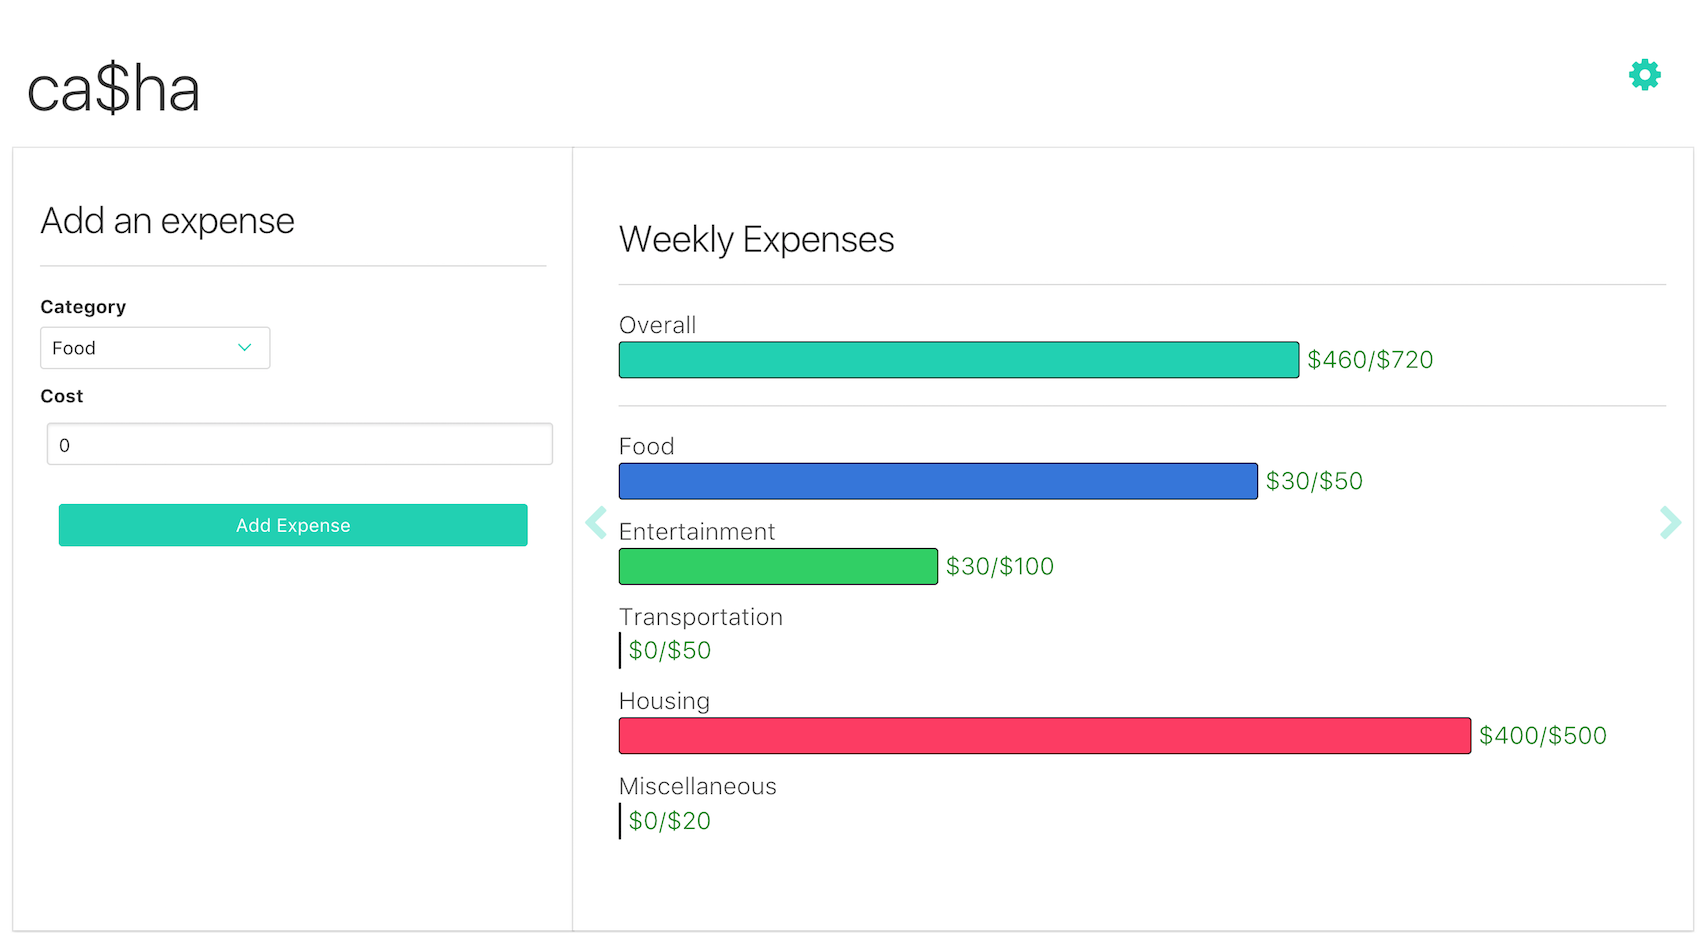 ca$ha
Add an expense
Category
Food
Cost
0
Add Expense
Weekly Expenses
Overall
$460/$720
Food
$30/$50
Entertainment
$30/$100
Transportation
$0/$50
Housing
$400/$500
Miscellaneous
$0/$20